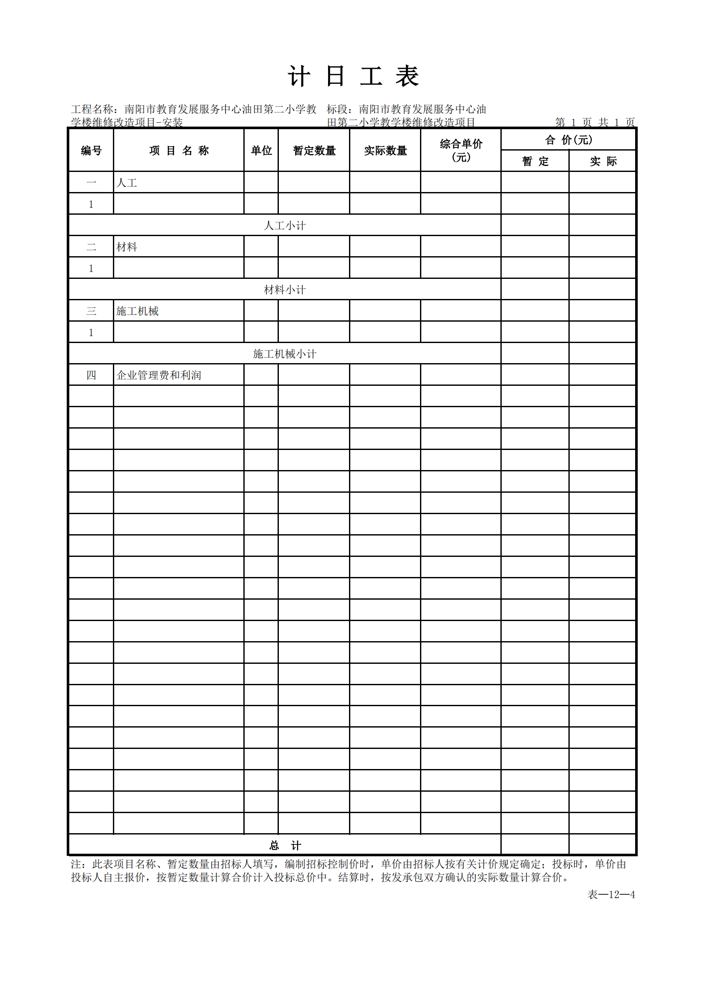 计 日 工 表
工程名称：南阳市教育发展服务中心油田第二小学教
学楼维修改造项目-安装
标段：南阳市教育发展服务中心油
田第二小学教学楼维修改造项目
第 1 页 共 1 页
编号 项 目 名 称 单位 暂定数量 实际数量 综合单价
(元) 合 价(元)
暂 定 实 际
一 人工
1
人工小计
二 材料
1
材料小计
三 施工机械
1
施工机械小计
四 企业管理费和利润
总 计
注：此表项目名称、暂定数量由招标人填写，编制招标控制价时，单价由招标人按有关计价规定确定；投标时，单价由
投标人自主报价，按暂定数量计算合价计入投标总价中。结算时，按发承包双方确认的实际数量计算合价。
表—12—4